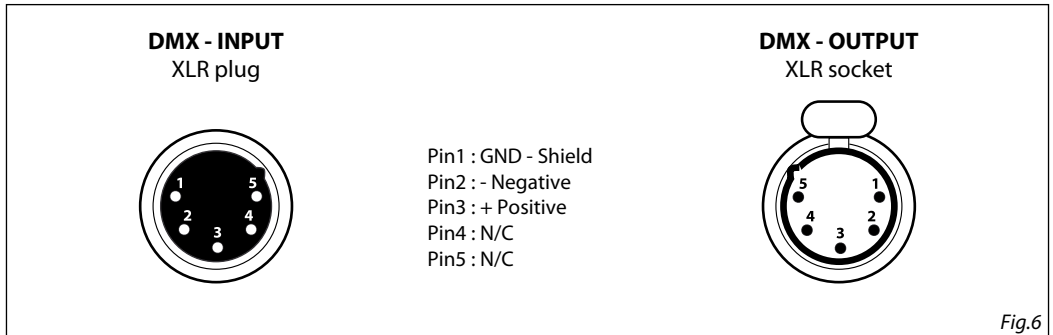 DMX - INPUT
XLR plug
1
5
2
4
3
Pin1 : GND - Shield
Pin2 : - Negative
Pin3 : + Positive
Pin4 : N/C
Pin5 : N/C
DMX - OUTPUT
XLR socket
5
1
4
2
3
Fig.6